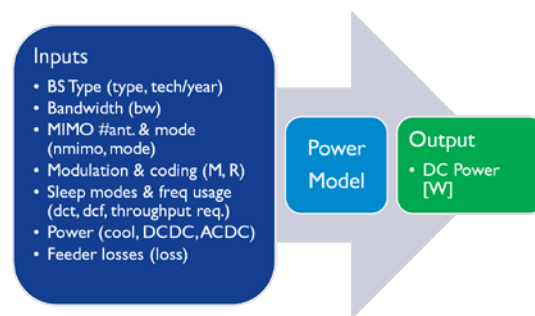 Inputs
• BS Type (type, tech/year)
• Bandwidth (bw)
• MIMO #ant. & mode
(nmimo, mode)
• Modulation & coding (M, R)
• Sleep modes & freq usage
(dct, dcf, throughput req.)
• Power (cool, DCDC, ACDC)
• Feeder losses (loss)
Power
Model
Output
• DC Power
[W]